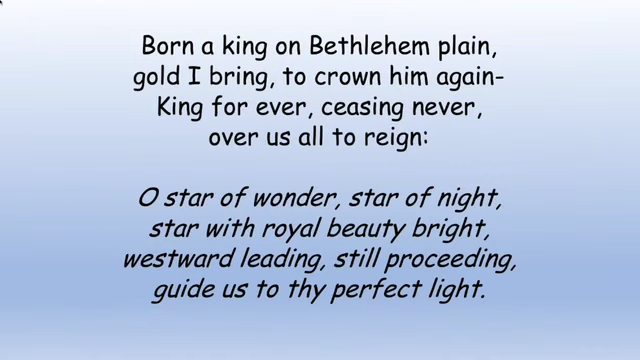 Born a king on Bethlehem plain,
gold I bring, to crown him again-
King for ever, ceasing never,
over us all to reign:
O star of wonder, star of night,
star with royal beauty bright,
westward leading, still proceeding,
guide us to thy perfect light.